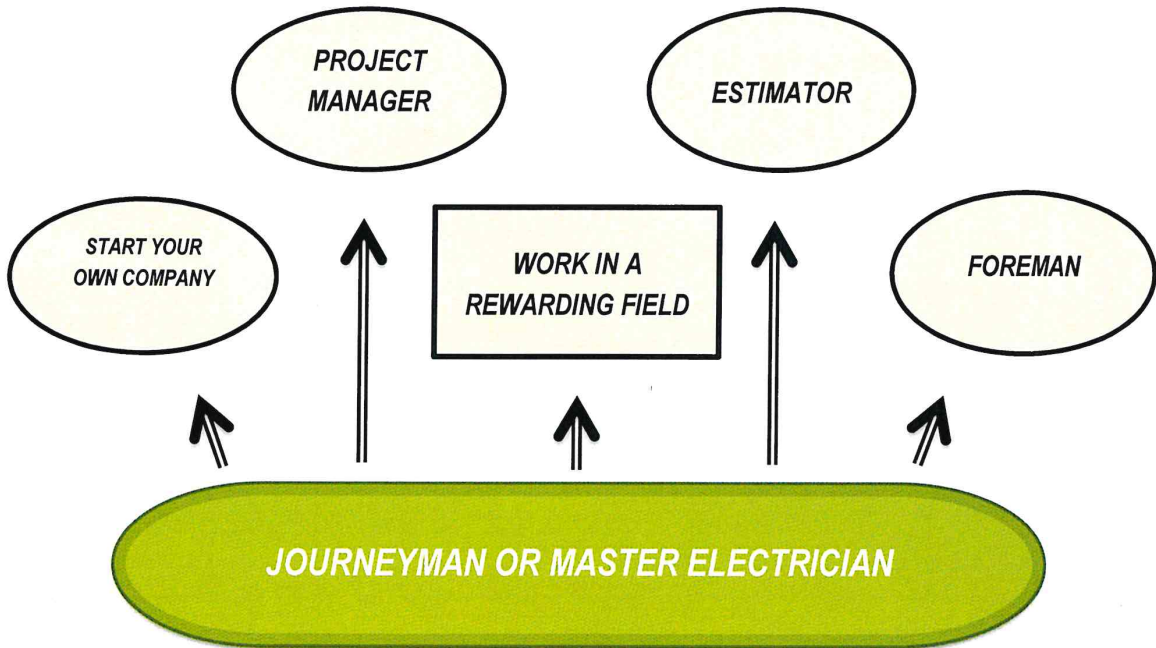 PROJECT
MANAGER
ESTIMATOR
START YOUR
OWN COMPANY
WORK IN A
REWARDING FIELD
FOREMAN
JOURNEYMAN OR MASTER ELECTRICIAN